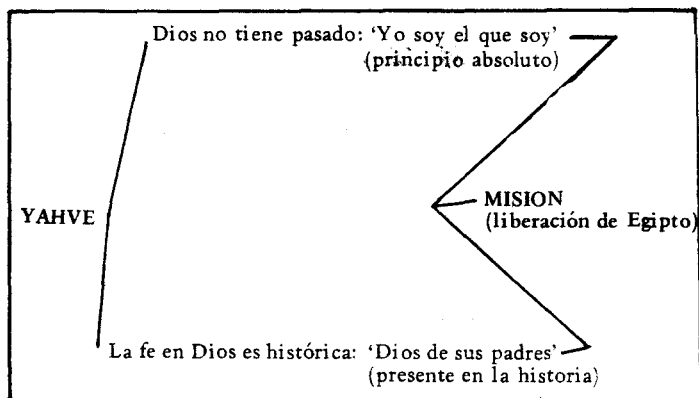 Dios no tiene pasado: 'Yo soy el que soy'
(principio absoluto)
YAHVE
MISION
(liberación de Egipto)
La fe en Dios es histórica: 'Dios de sus padres'
(presente en la historia)